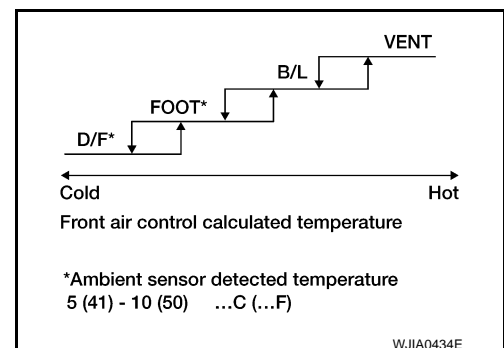 VENT
B/L
FOOT*
D/F*
Cold Hot
Front air control calculated temperature
*Ambient sensor detected temperature
5 (41) - 10 (50) ...C (...F)
WJIA0434E